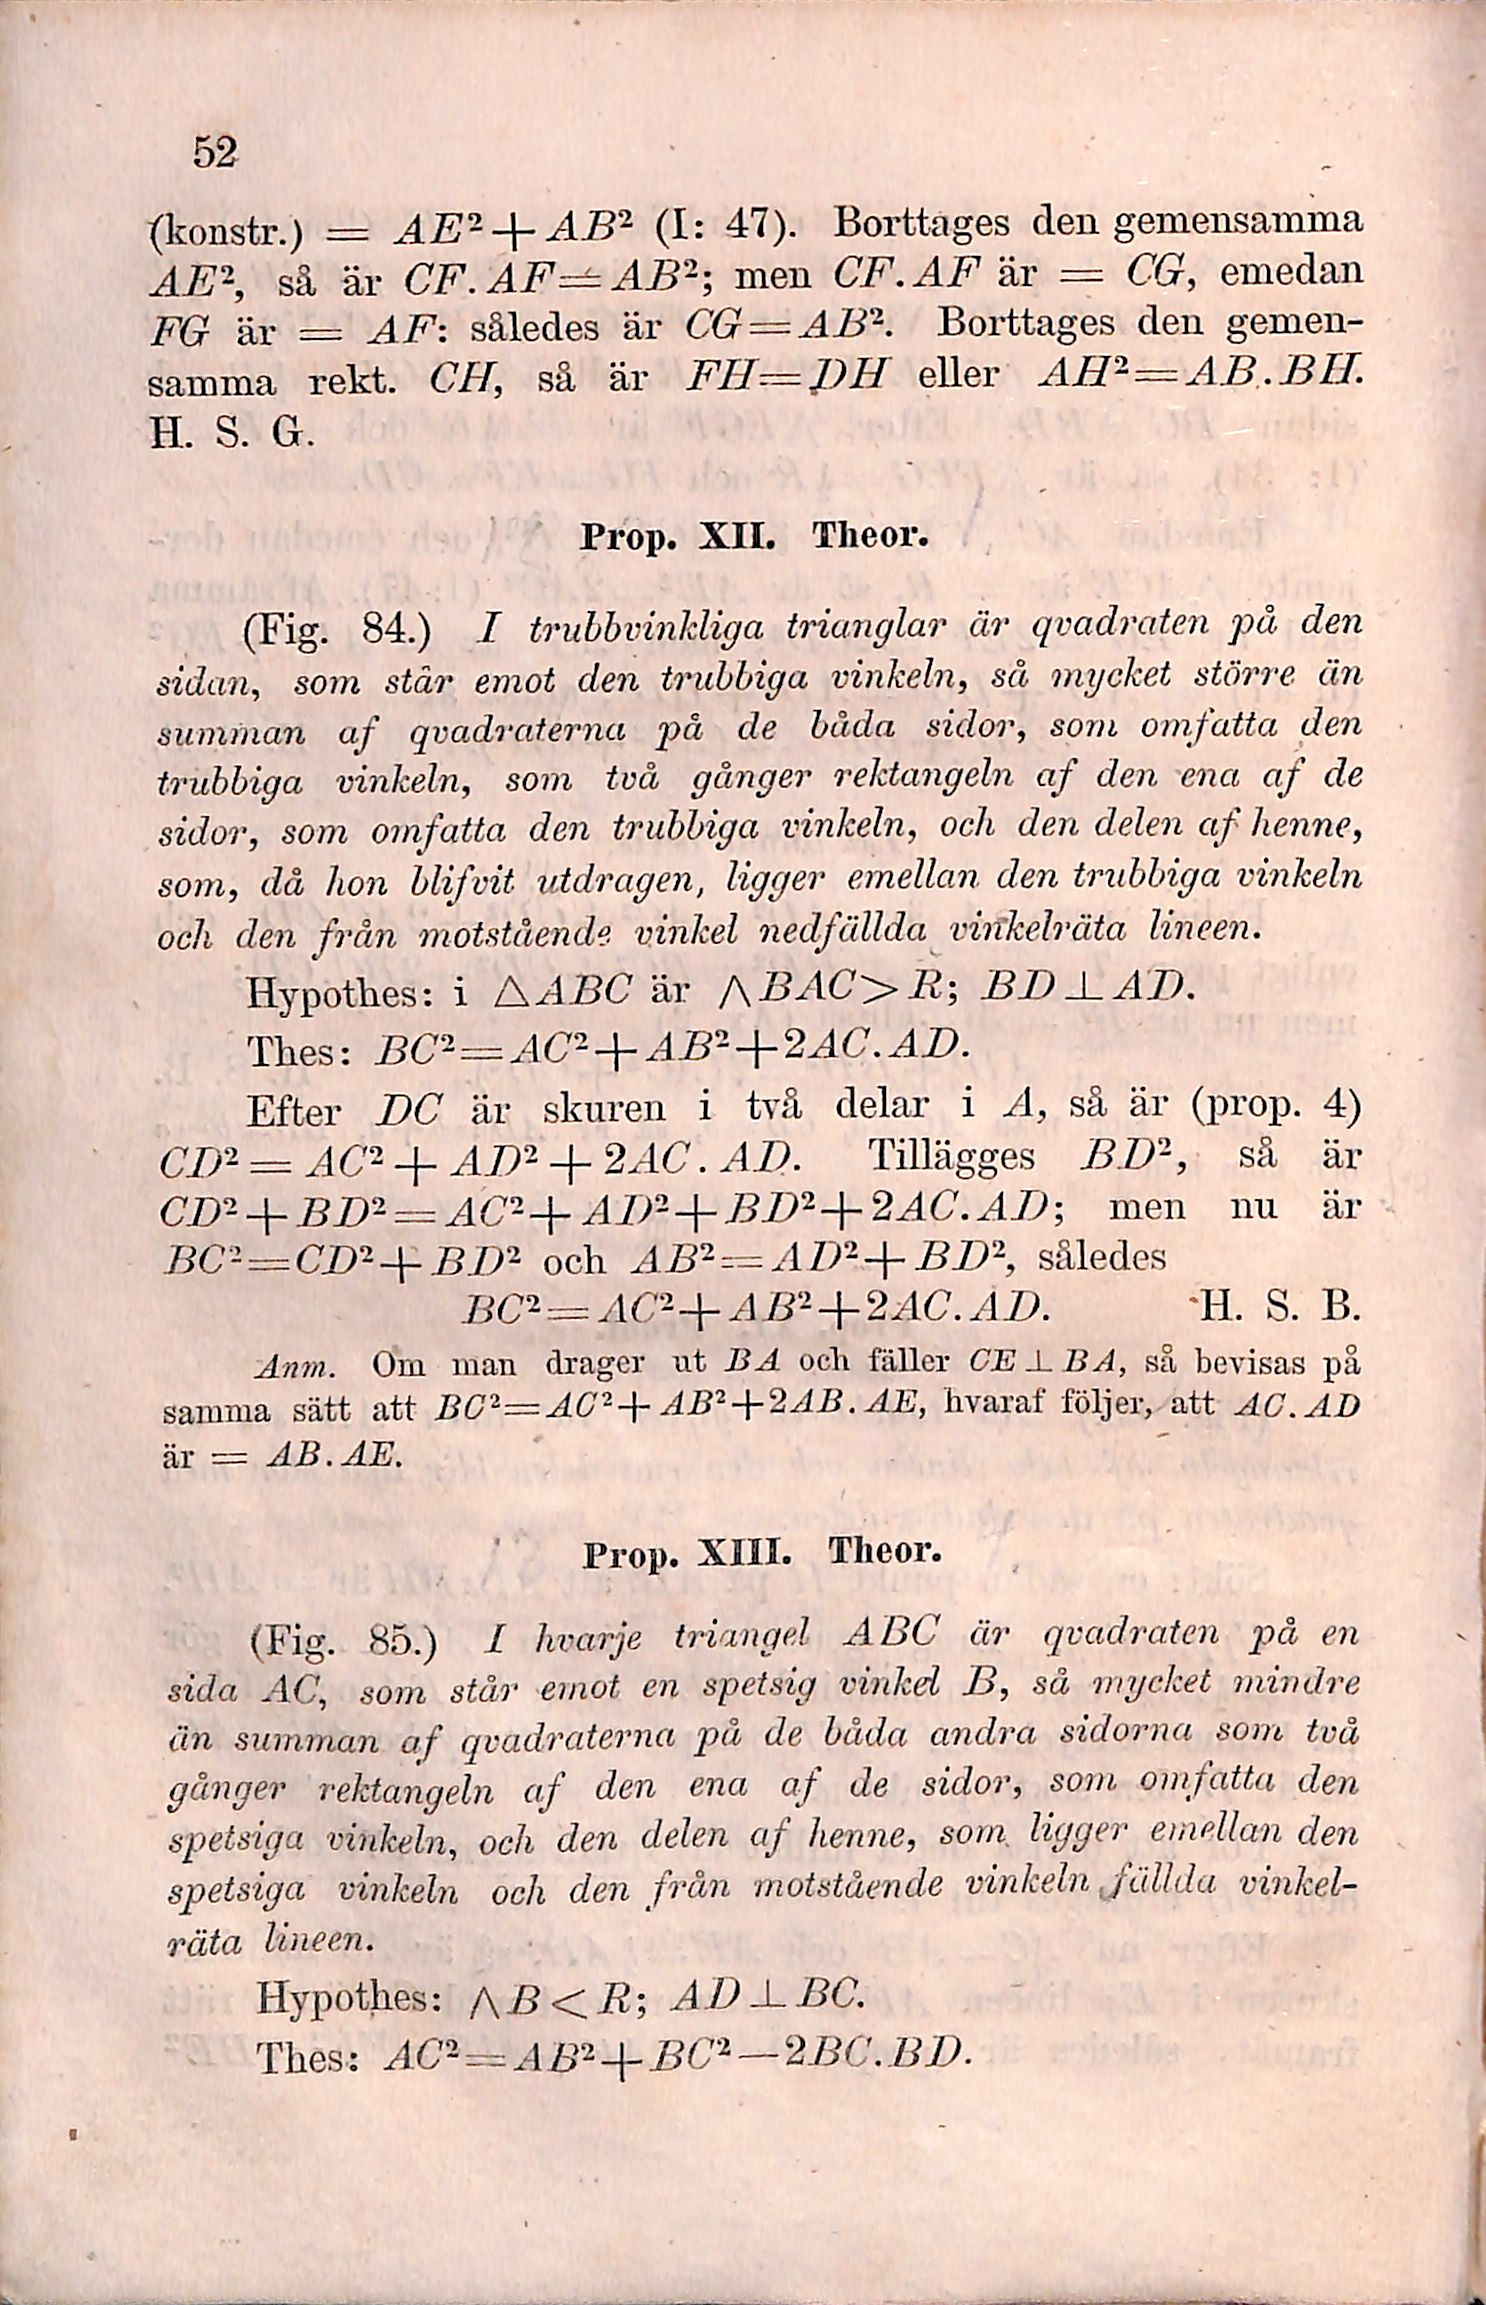 52
(konstr.) = AE² + AB² (I: 47). Borttages den gemensamma
AE², så är CF. AF = AB²; men CF. AF är = CG, emedan
FG är = AF: således är CG = AB². Borttages den gemen-
samma rekt. CH, så är FH = DH eller AH² = AB. BH.
H. S. G.
Prop. XII. Theor.
(Fig. 84.) I trubbvinkliga trianglar är qvadraten på den
sidan, som står emot den trubbiga vinkeln, så mycket större än
summan af qvadraterna på de båda sidor, som omfatta den
trubbiga vinkeln, som två gånger rektangeln af den ena af de
sidor, som omfatta den trubbiga vinkeln, och den delen af henne,
som, då hon blifvit utdragen, ligger emellan den trubbiga vinkeln
och den från motstående vinkel nedfällda vinkelräta lineen.
Hypothes: i △ABC är ⋀BAC > R; BD ⊥ AD.
Thes: BC² = AC² + AB² + 2AC. AD.
Efter DC är skuren i två delar i A, så är (prop. 4)
CD² = AC² + AD² + 2AC. AD. Tillägges BD², så är
CD² + BD² = AC² + AD² + BD² + 2AC. AD; men nu är
BC² = CD² + BD² och AB² = AD² + BD², således
BC² = AC² + AB² + 2AC. AD. H. S. B.
Anm. Om man drager ut BA och fäller CE ⊥ BA, så bevisas på
samma sätt att BC² = AC² + AB² + 2AB. AE, hvaraf följer, att AC. AD
är = AB. AE.
Prop. XIII. Theor.
(Fig. 85.) I hvarje triangel ABC är qvadraten på en
sida AC, som står emot en spetsig vinkel B, så mycket mindre
än summan af qvadraterna på de båda andra sidorna som två
gånger rektangeln af den ena af de sidor, som omfatta den
spetsiga vinkeln, och den delen af henne, som ligger emellan den
spetsiga vinkeln och den från motstående vinkeln fällda vinkel-
räta lineen.
Hypothes: ⋀B < R; AD ⊥ BC.
Thes: AC² = AB² + BC² — 2BC. BD.